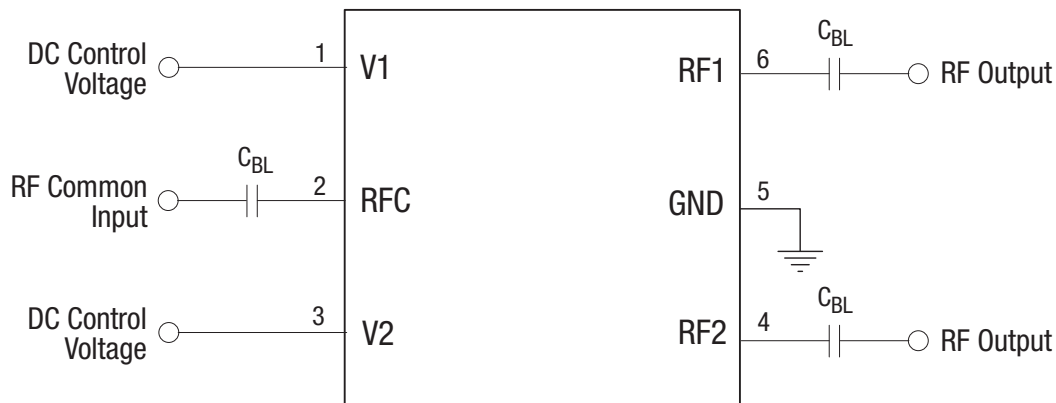 DC Control
Voltage
1
V1
RF Common
Input
C_BL
2
RFC
DC Control
Voltage
3
V2
RF1
6
C_BL
RF Output
GND
5
RF2
4
C_BL
RF Output